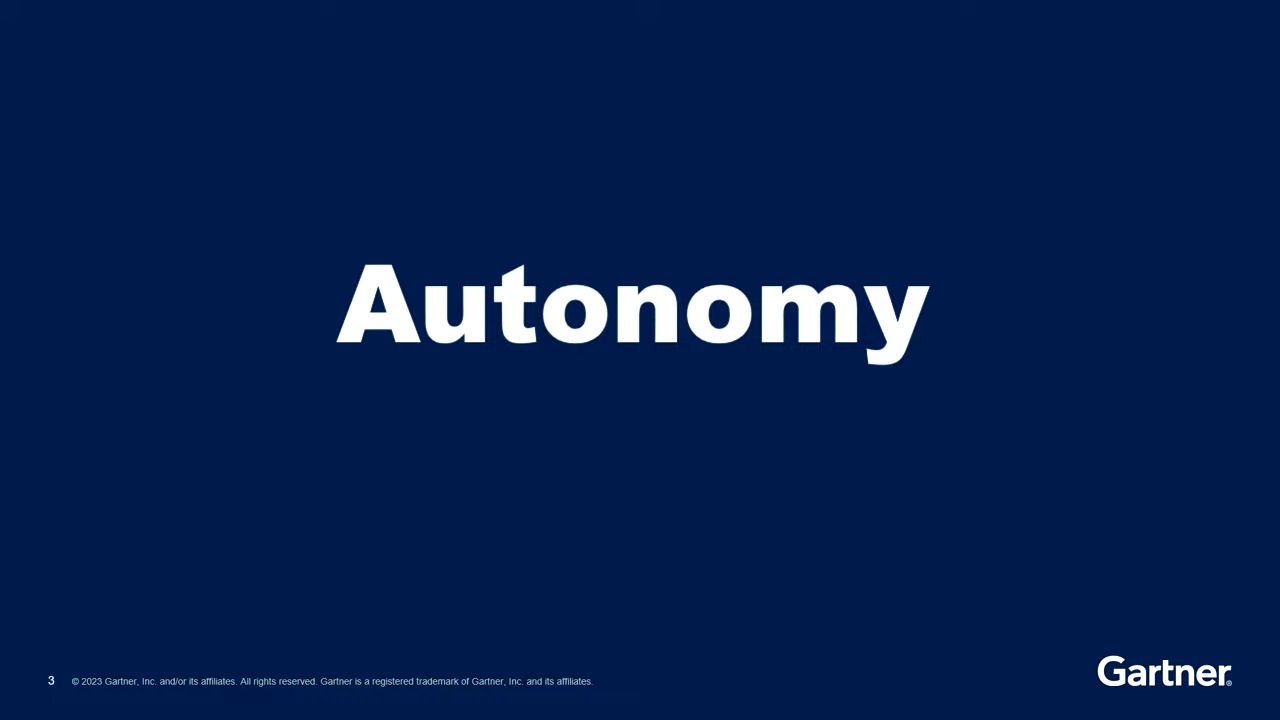 Autonomy
3 © 2023 Gartner, Inc. and/or its affiliates. All rights reserved. Gartner is a registered trademark of Gartner, Inc. and its affiliates.
Gartner®